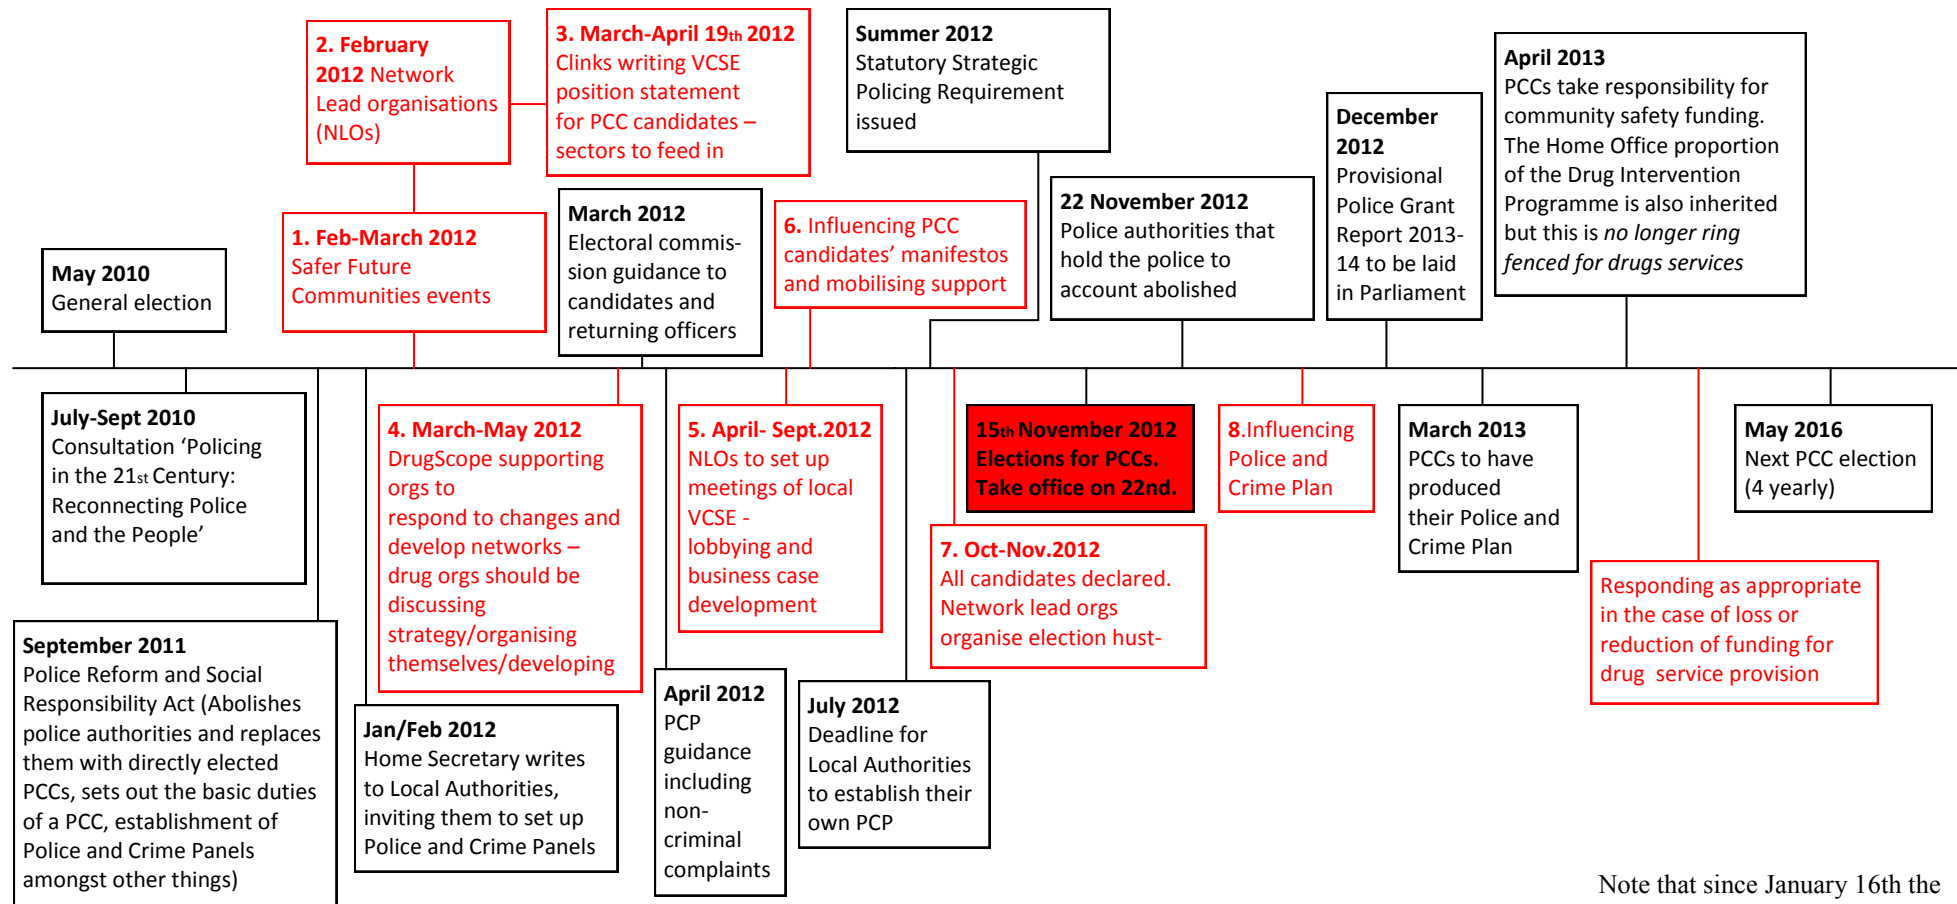 2. February
2012 Network
Lead organisations
(NLOs)
3. March-April 19th 2012
Clinks writing VCSE
position statement
for PCC candidates –
sectors to feed in
Summer 2012
Statutory Strategic
Policing Requirement
issued
April 2013
PCCs take responsibility for
community safety funding.
The Home Office proportion
of the Drug Intervention
Programme is also inherited
but this is no longer ring
fenced for drugs services
December
2012
Provisional
Police Grant
Report 2013-
14 to be laid
in Parliament
May 2010
General election
1. Feb-March 2012
Safer Future
Communities events
March 2012
Electoral commis-
sion guidance to
candidates and
returning officers
6. Influencing PCC
candidates’ manifestos
and mobilising support
22 November 2012
Police authorities that
hold the police to
account abolished
July-Sept 2010
Consultation ‘Policing
in the 21st Century:
Reconnecting Police
and the People’
4. March-May 2012
DrugScope supporting
orgs to
respond to changes and
develop networks –
drug orgs should be
discussing
strategy/organising
themselves/developing
5. April- Sept.2012
NLOs to set up
meetings of local
VCSE -
lobbying and
business case
development
15th November 2012
Elections for PCCs.
Take office on 22nd.
8.Influencing
Police and
Crime Plan
March 2013
PCCs to have
produced
their Police and
Crime Plan
May 2016
Next PCC election
(4 yearly)
7. Oct-Nov.2012
All candidates declared.
Network lead orgs
organise election hust-
Responding as appropriate
in the case of loss or
reduction of funding for
drug service provision
September 2011
Police Reform and Social
Responsibility Act (Abolishes
police authorities and replaces
them with directly elected
PCCs, sets out the basic duties
of a PCC, establishment of
Police and Crime Panels
amongst other things)
Jan/Feb 2012
Home Secretary writes
to Local Authorities,
inviting them to set up
Police and Crime Panels
April 2012
PCP
guidance
including
non-
criminal
complaints
July 2012
Deadline for
Local Authorities
to establish their
own PCP
Note that since January 16th the